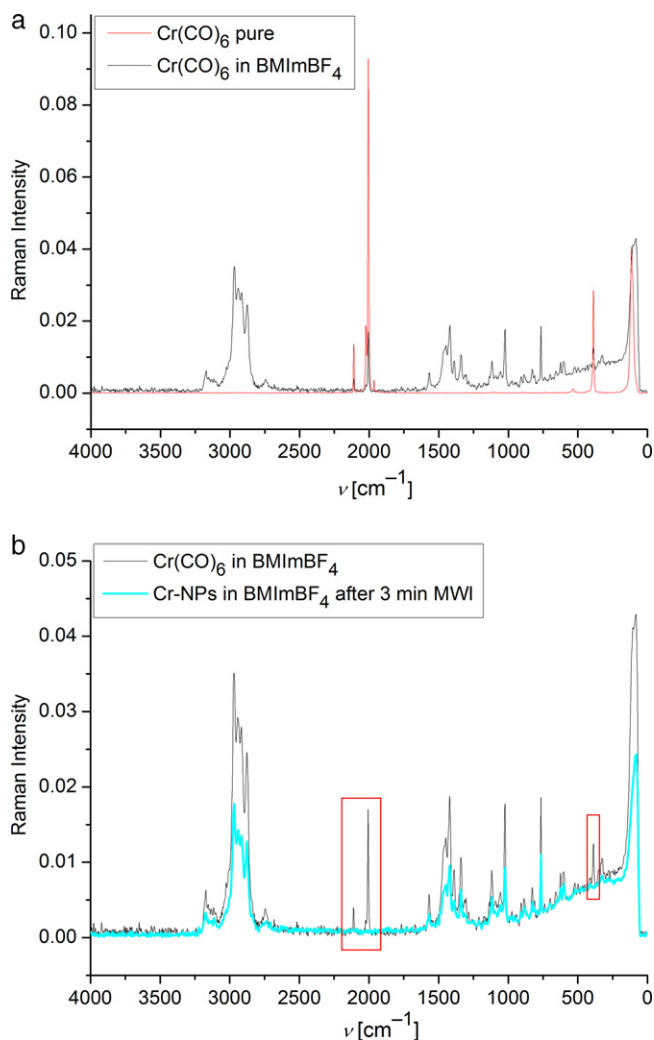 a
Cr(CO)₆ pure
Cr(CO)₆ in BMImBF₄
0.10
0.08
0.06
0.04
0.02
0.00
Raman Intensity
4000 3500 3000 2500 2000 1500 1000 500 0
ν [cm⁻¹]
b
Cr(CO)₆ in BMImBF₄
Cr-NPs in BMImBF₄ after 3 min MWI
0.05
0.04
0.03
0.02
0.01
0.00
Raman Intensity
4000 3500 3000 2500 2000 1500 1000 500 0
ν [cm⁻¹]